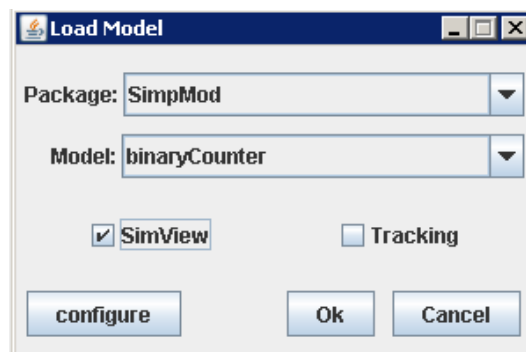 Load Model
Package: SimpMod
Model: binaryCounter
SimView Tracking
configure Ok Cancel